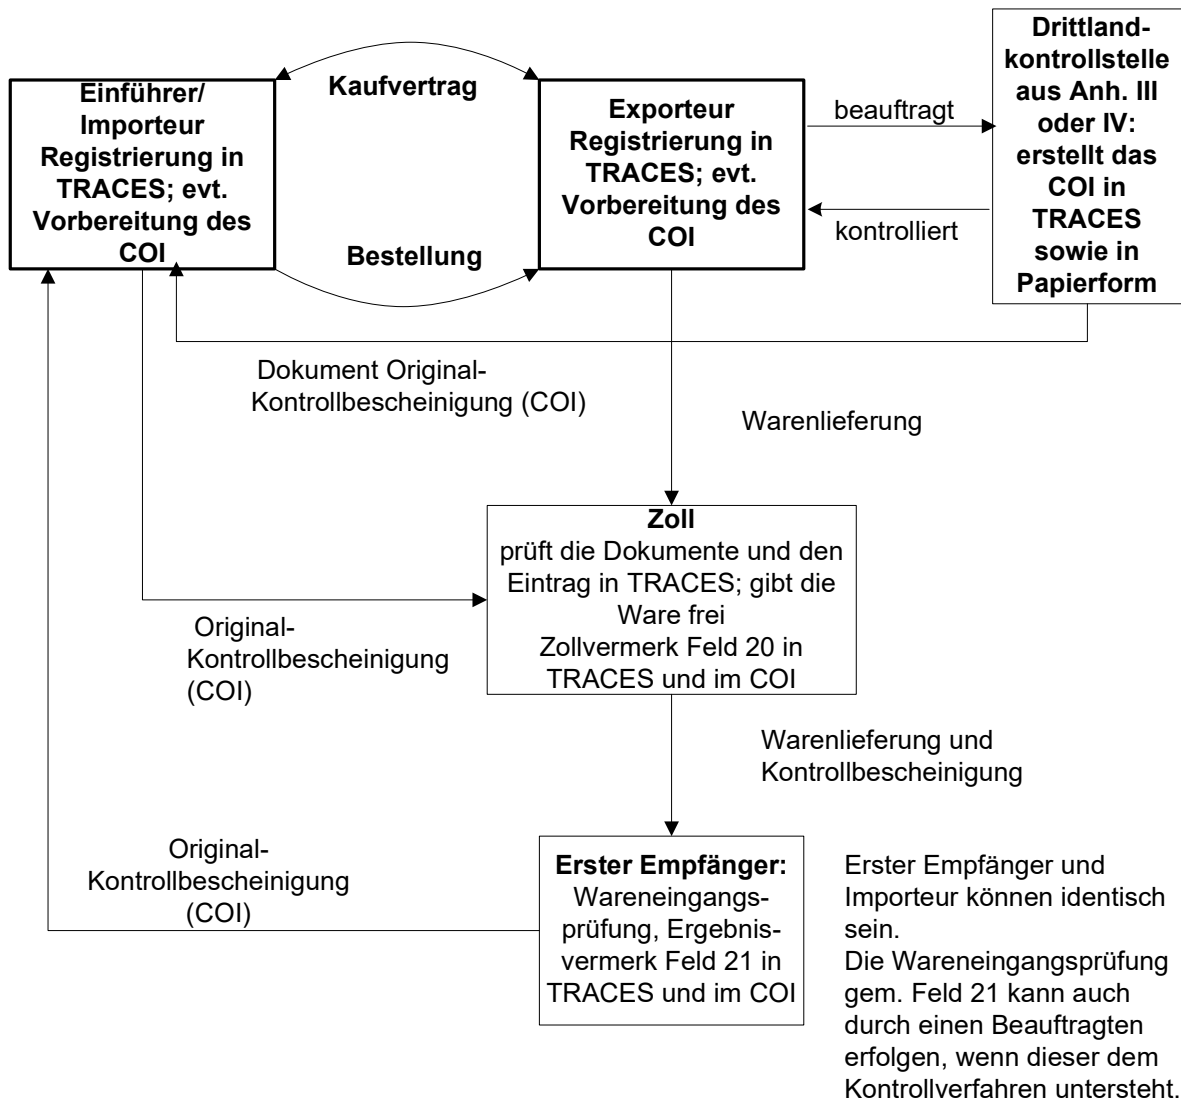 Einführer/
Importeur
Registrierung in
TRACES; evt.
Vorbereitung des
COI
Kaufvertrag
Bestellung
Exporteur
Registrierung in
TRACES; evt.
Vorbereitung des
COI
beauftragt
kontrolliert
Drittland-
kontrollstelle
aus Anh. III
oder IV:
erstellt das
COI in
TRACES
sowie in
Papierform
Dokument Original-
Kontrollbescheinigung (COI)
Warenlieferung
Zoll
prüft die Dokumente und den
Eintrag in TRACES; gibt die
Ware frei
Zollvermerk Feld 20 in
TRACES und im COI
Original-
Kontrollbescheinigung
(COI)
Warenlieferung und
Kontrollbescheinigung
Original-
Kontrollbescheinigung
(COI)
Erster Empfänger:
Wareneingangs-
prüfung, Ergebnis-
vermerk Feld 21 in
TRACES und im COI
Erster Empfänger und
Importeur können identisch
sein.
Die Wareneingangsprüfung
gem. Feld 21 kann auch
durch einen Beauftragten
erfolgen, wenn dieser dem
Kontrollverfahren untersteht.